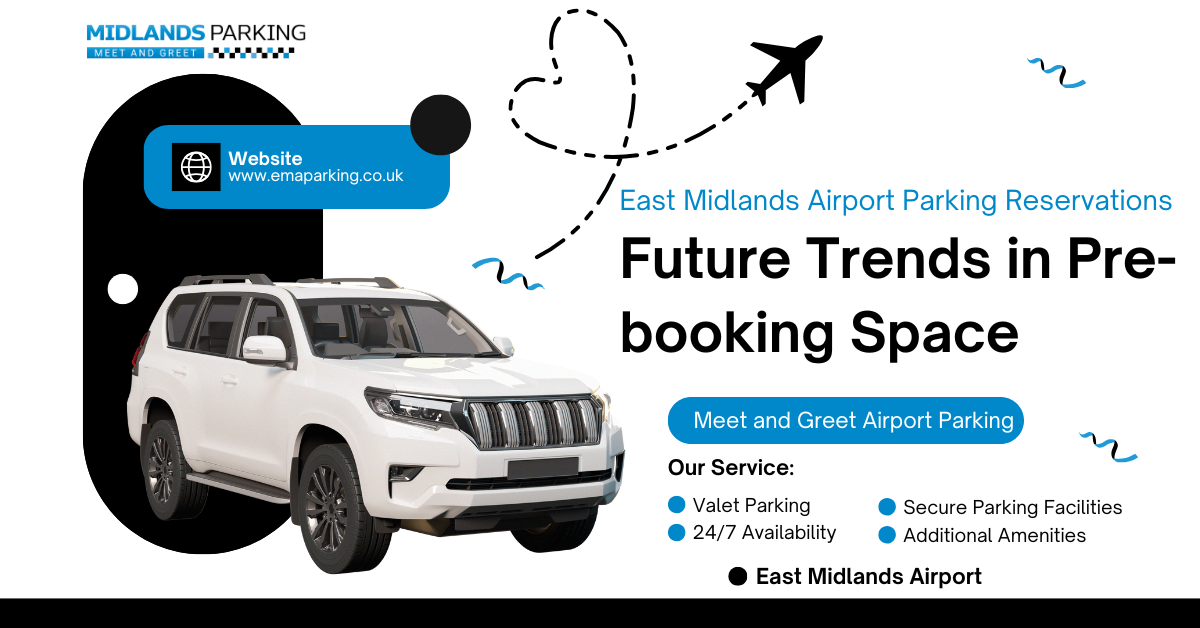 MIDLANDS PARKING
MEET AND GREET
Website
www.emaparking.co.uk
East Midlands Airport Parking Reservations
Future Trends in Pre-
booking Space
Meet and Greet Airport Parking
Our Service:
Valet Parking
Secure Parking Facilities
24/7 Availability
Additional Amenities
East Midlands Airport